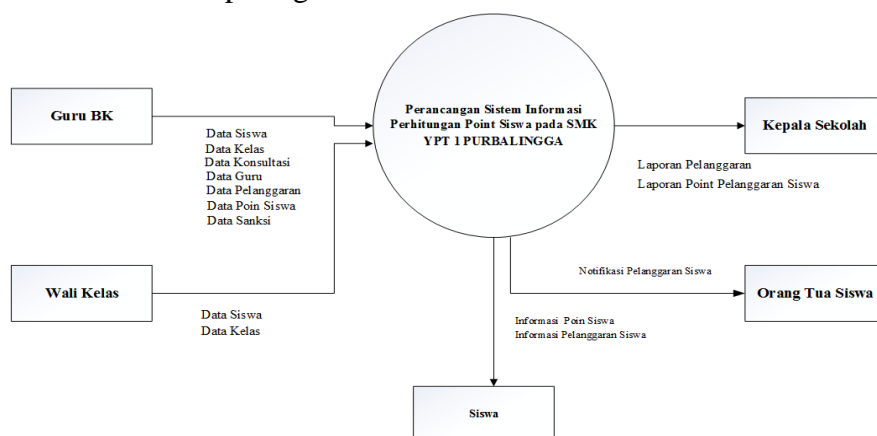 Guru BK
Data Siswa
Data Kelas
Data Konsultasi
Data Guru
Data Pelanggaran
Data Poin Siswa
Data Sanksi
Wali Kelas
Data Siswa
Data Kelas
Perancangan Sistem Informasi
Perhitungan Point Siswa pada SMK
YPT 1 PURBALINGGA
Kepala Sekolah
Laporan Pelanggaran
Laporan Point Pelanggaran Siswa
Notifikasi Pelanggaran Siswa
Orang Tua Siswa
Informasi Poin Siswa
Informasi Pelanggaran Siswa
Siswa